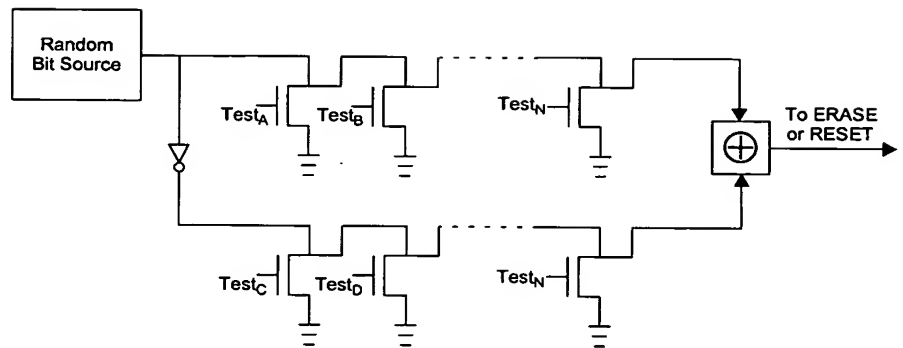 Random
Bit Source
Test_A
Test_B
Test_N
To ERASE
or RESET
Test_C
Test_D
Test_N